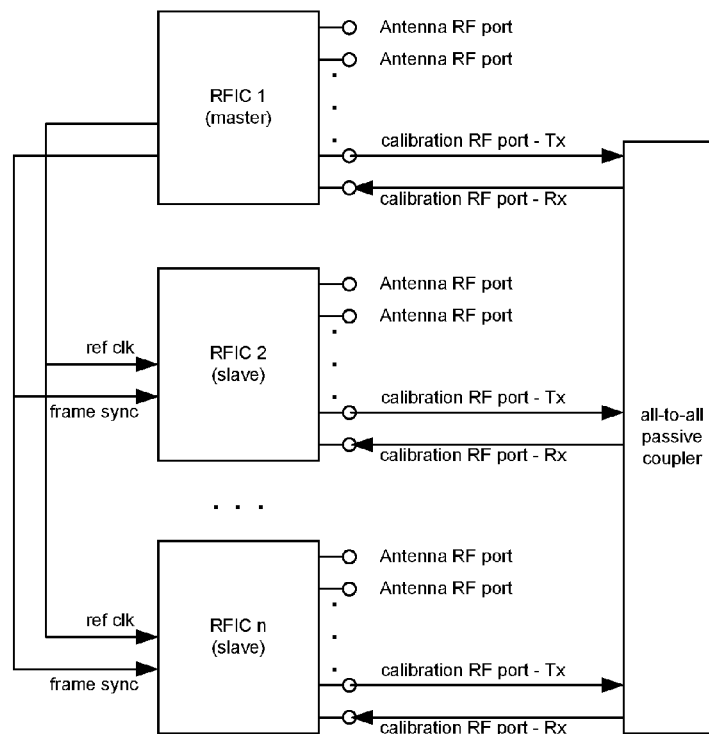 Antenna RF port
Antenna RF port
RFIC 1
(master)
calibration RF port - Tx
calibration RF port - Rx
Antenna RF port
Antenna RF port
RFIC 2
(slave)
ref clk
frame sync
calibration RF port - Tx
calibration RF port - Rx
all-to-all
passive
coupler
. . .
Antenna RF port
Antenna RF port
RFIC n
(slave)
ref clk
frame sync
calibration RF port - Tx
calibration RF port - Rx